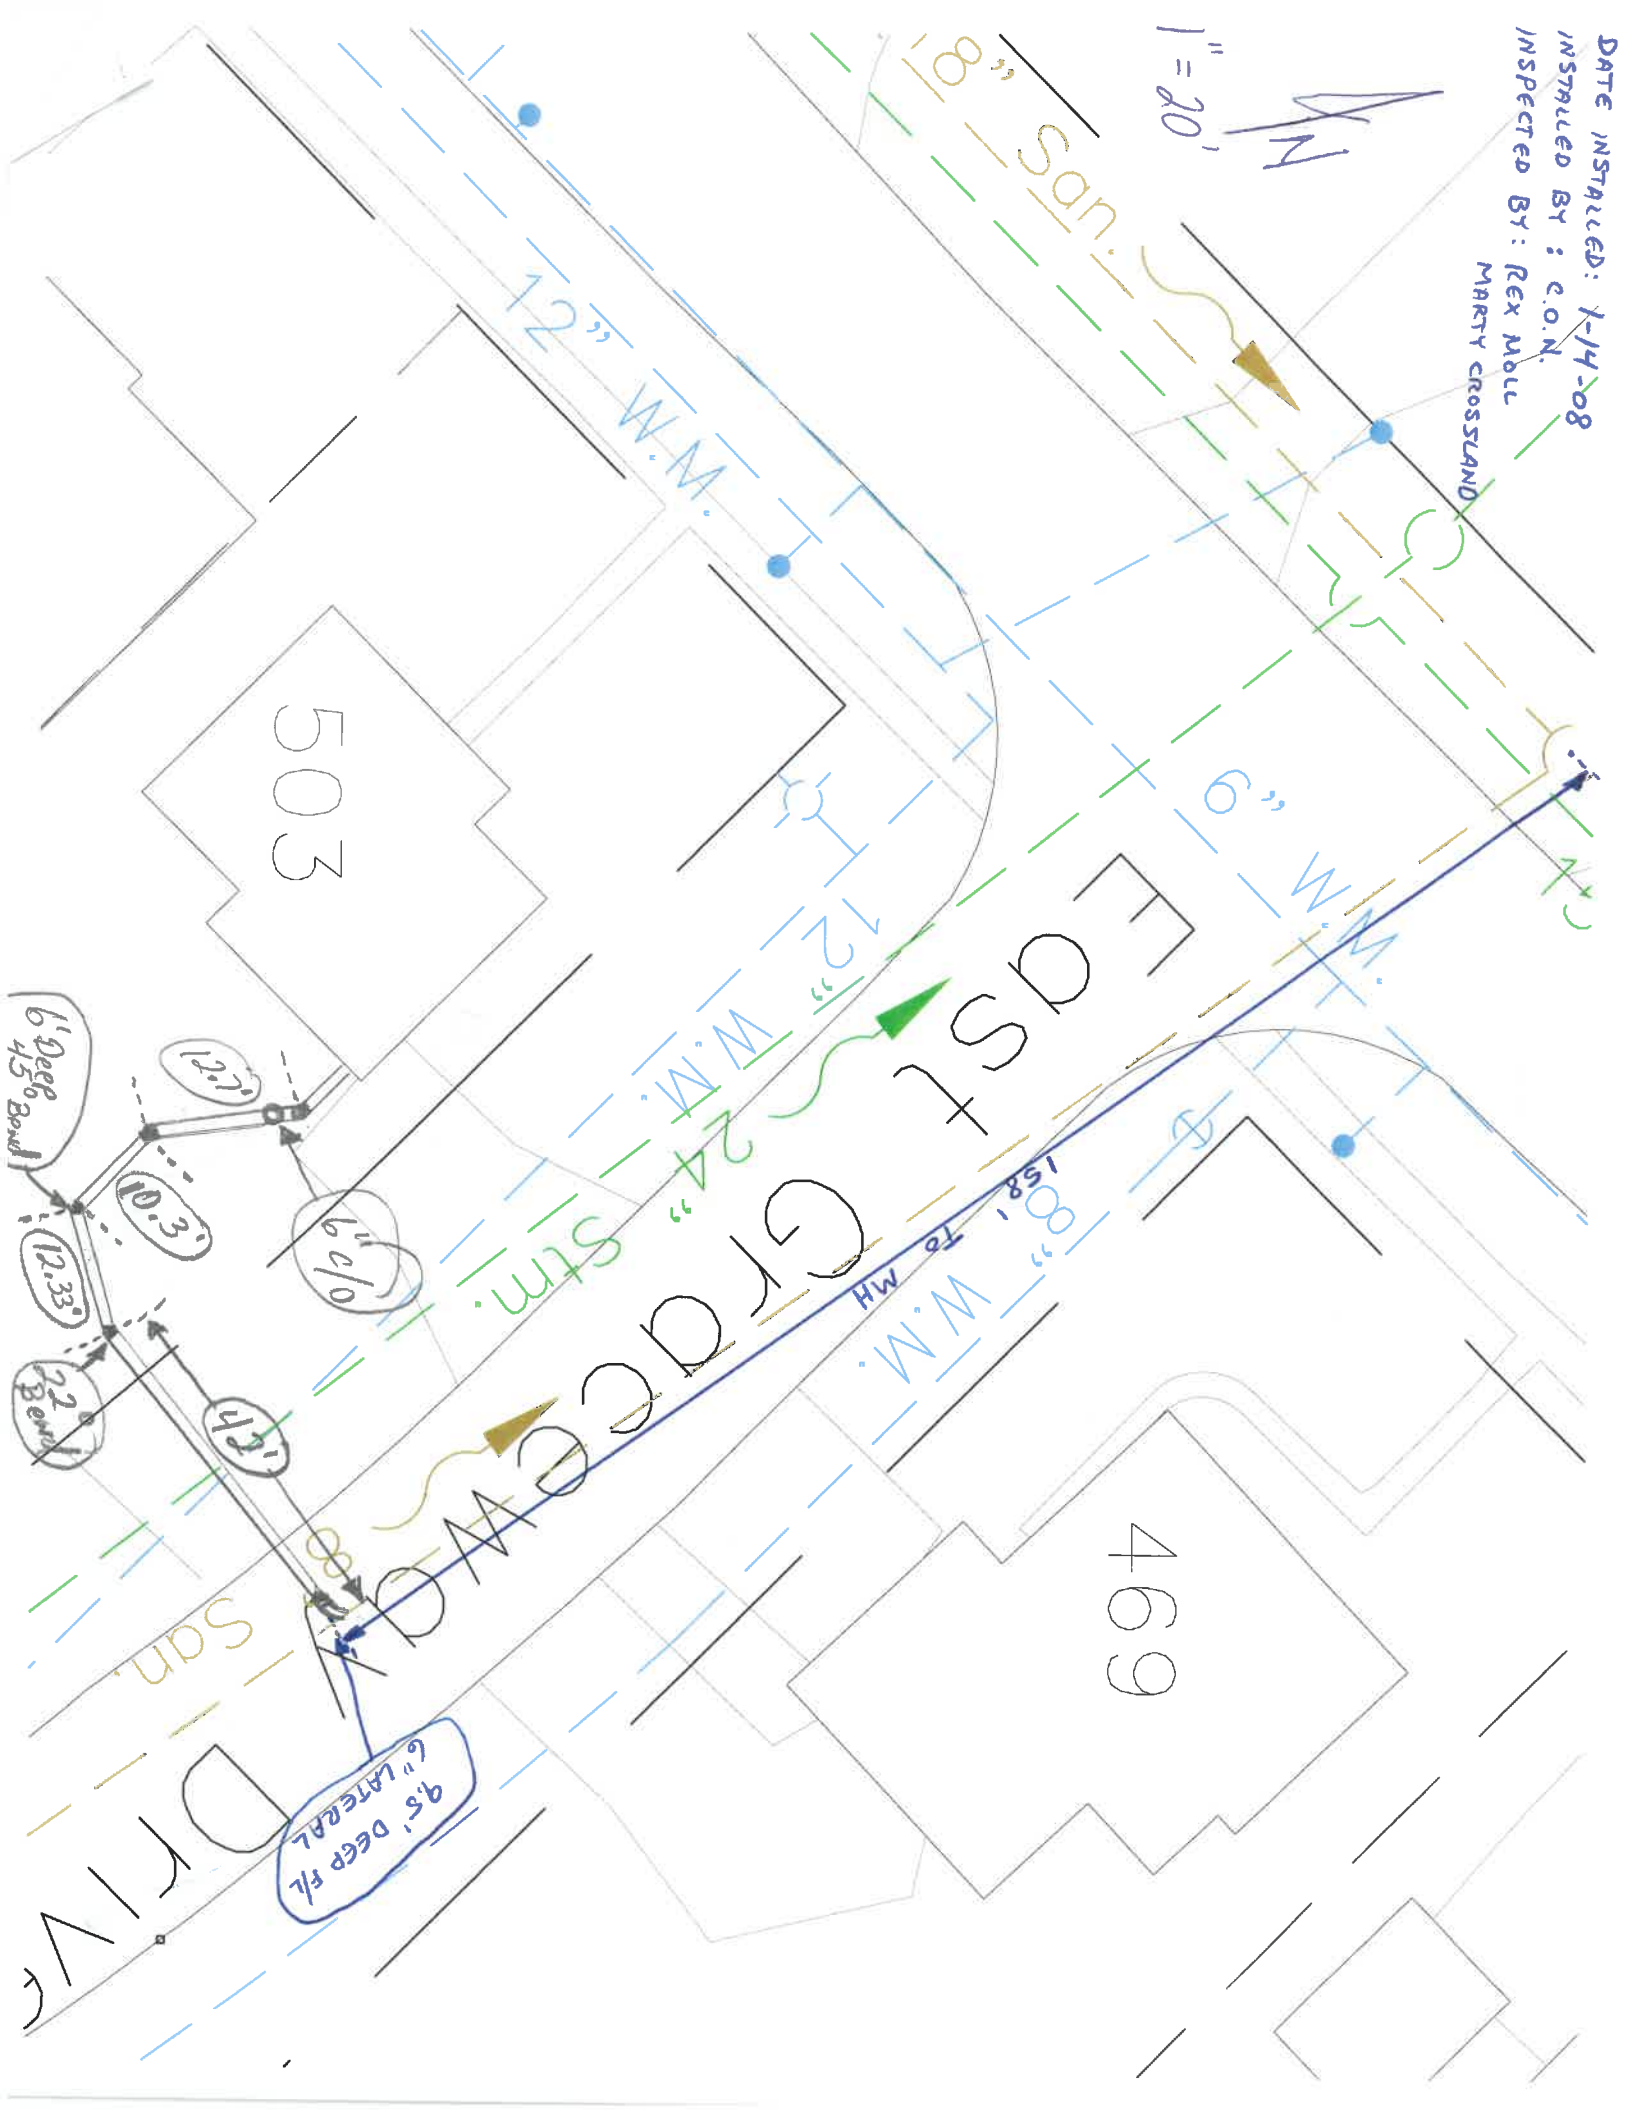 DATE INSTALLED: 1-14-08
INSTALLED BY: C.O.N.
INSPECTED BY: REX MOLL
MARTY CROSSLAND
N
1" = 20'
8" San.
12" W.M.
6" W.M.
12" W.M.
24" Stm.
8" W.M.
East Graceway Drive
158' TO MH
503
469
12.7'
10.3'
6' Deep
45° Bend
12.33'
6" c/o
22°
Bend
43'
8" San.
9.5' DEEP F/L
6" LATERAL